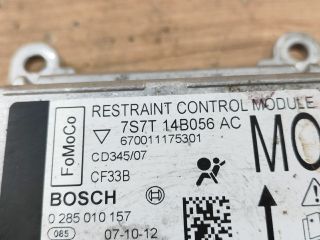 FoMoCo
RESTRAINT CONTROL MODULE
7S7T 14B056 AC
670011175301
CD345/07
CF33B
MO
BOSCH
0 285 010 157
085 07-10-12